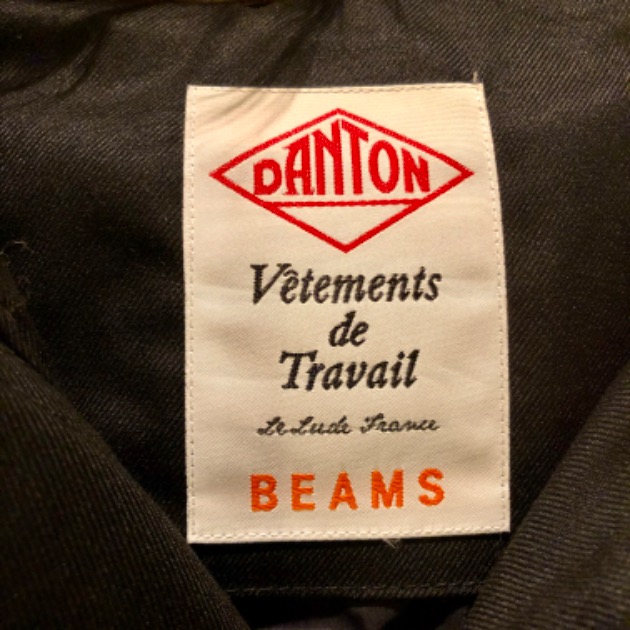 DANTON
Vêtements
de
Travail
Le Lude France
BEAMS